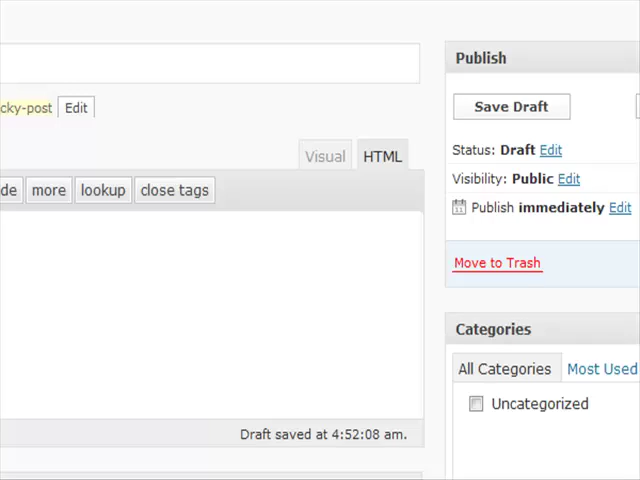 Publish
cky-post Edit
Save Draft
Visual HTML
Status: Draft Edit
Visibility: Public Edit
de more lookup close tags
Publish immediately Edit
Move to Trash
Categories
All Categories Most Used
Uncategorized
Draft saved at 4:52:08 am.